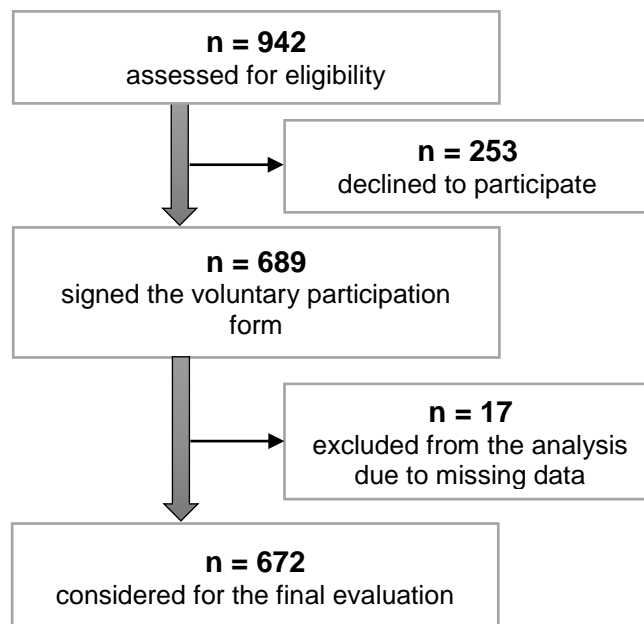 n = 942
assessed for eligibility
n = 253
declined to participate
n = 689
signed the voluntary participation
form
n = 17
excluded from the analysis
due to missing data
n = 672
considered for the final evaluation